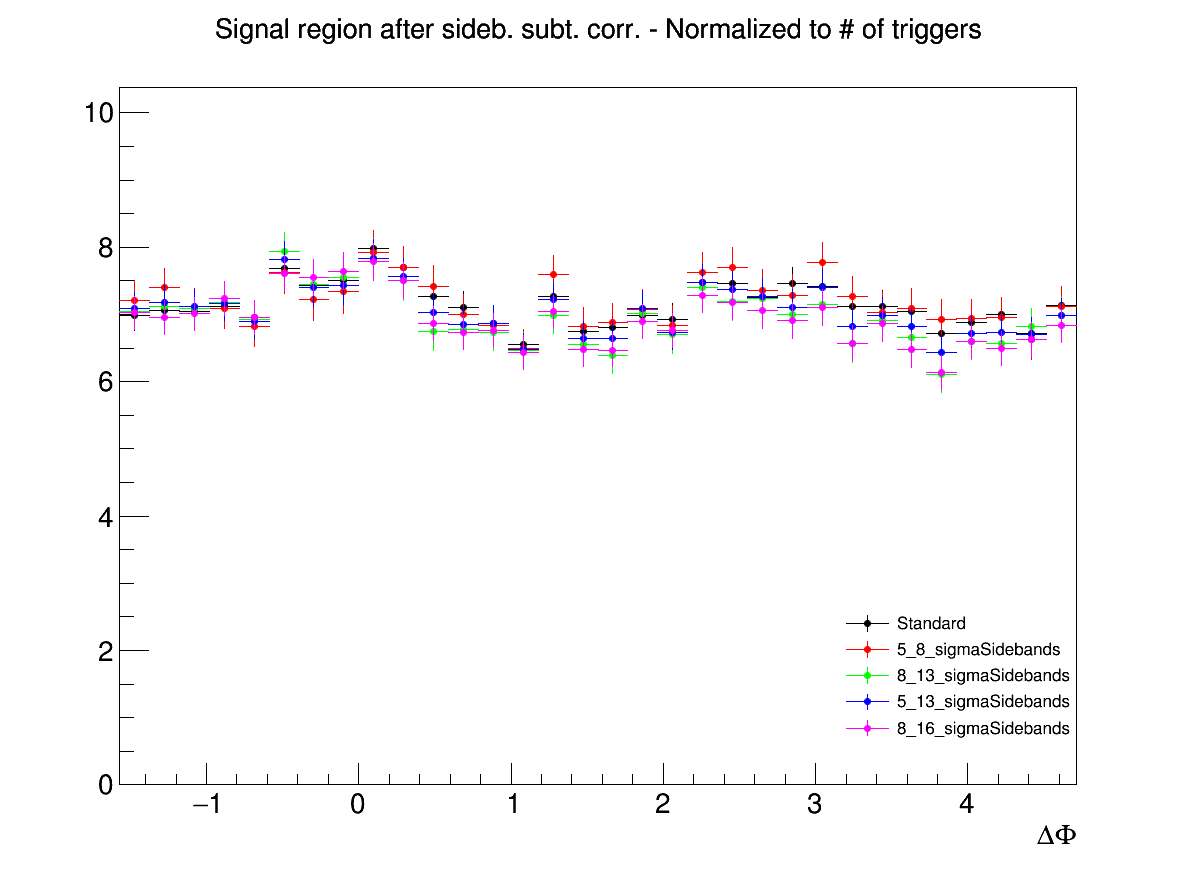 Signal region after sideb. subt. corr. - Normalized to # of triggers
10
8
6
4
2
0
−1 0 1 2 3 4
ΔΦ
Standard
5_8_sigmaSidebands
8_13_sigmaSidebands
5_13_sigmaSidebands
8_16_sigmaSidebands